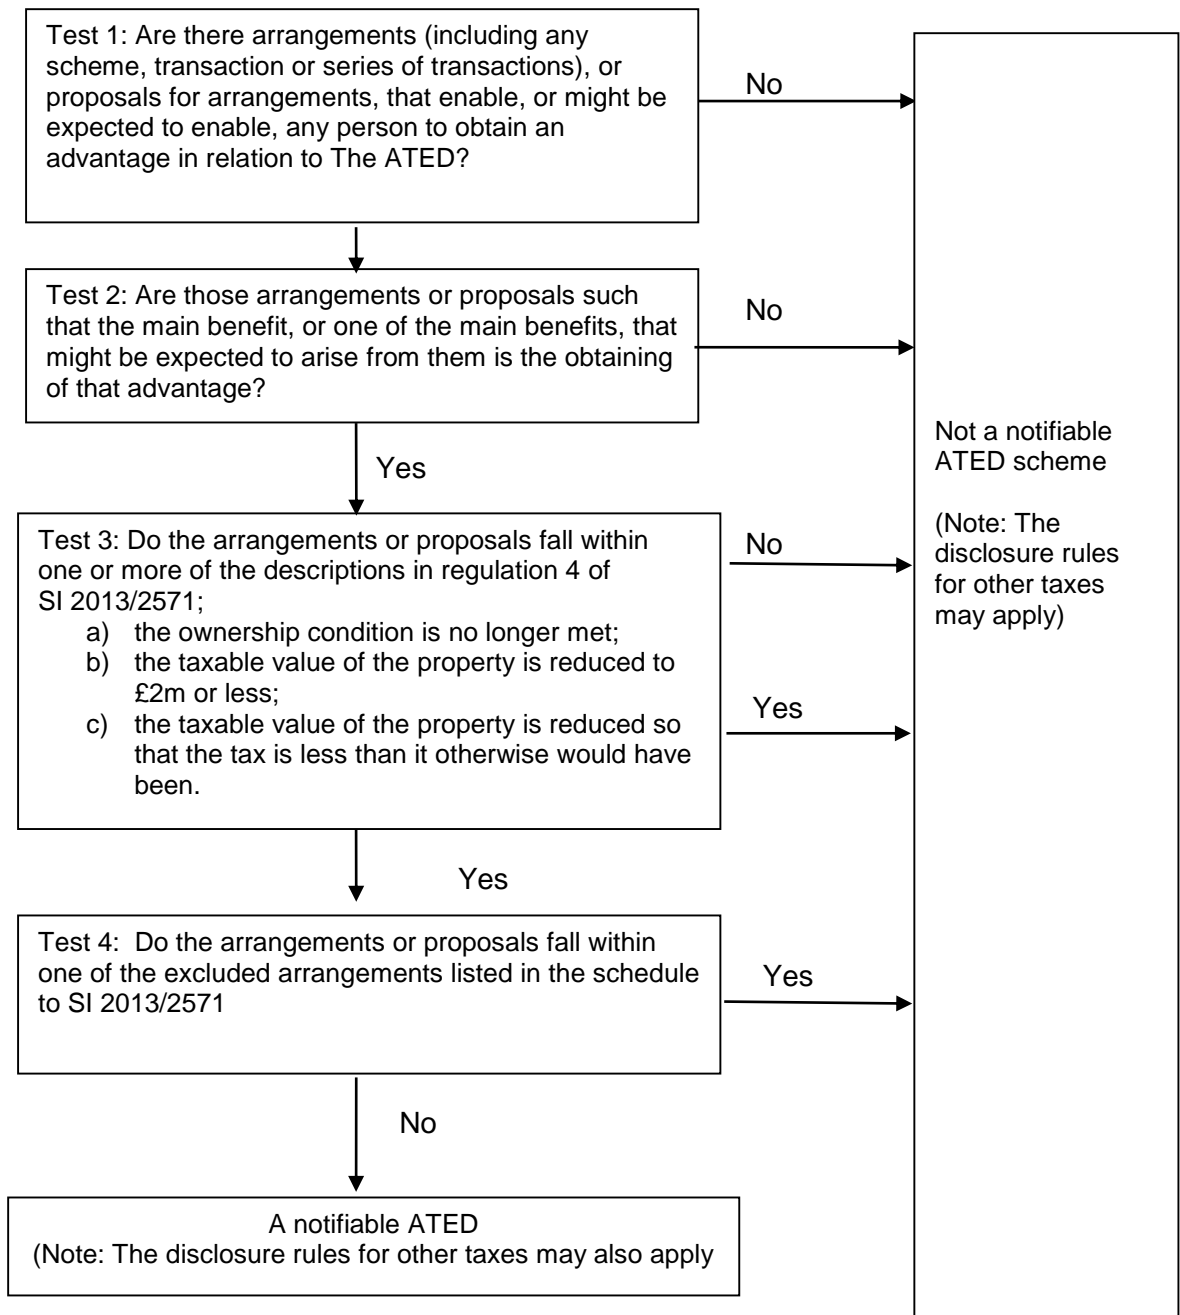 Test 1: Are there arrangements (including any
scheme, transaction or series of transactions), or
proposals for arrangements, that enable, or might be
expected to enable, any person to obtain an
advantage in relation to The ATED?
No
Test 2: Are those arrangements or proposals such
that the main benefit, or one of the main benefits, that
might be expected to arise from them is the obtaining
of that advantage?
No
Yes
Test 3: Do the arrangements or proposals fall within
one or more of the descriptions in regulation 4 of
SI 2013/2571;
a) the ownership condition is no longer met;
b) the taxable value of the property is reduced to
£2m or less;
c) the taxable value of the property is reduced so
that the tax is less than it otherwise would have
been.
No
Yes
Yes
Test 4: Do the arrangements or proposals fall within
one of the excluded arrangements listed in the schedule
to SI 2013/2571
Yes
No
A notifiable ATED
(Note: The disclosure rules for other taxes may also apply
Not a notifiable
ATED scheme
(Note: The
disclosure rules
for other taxes
may apply)